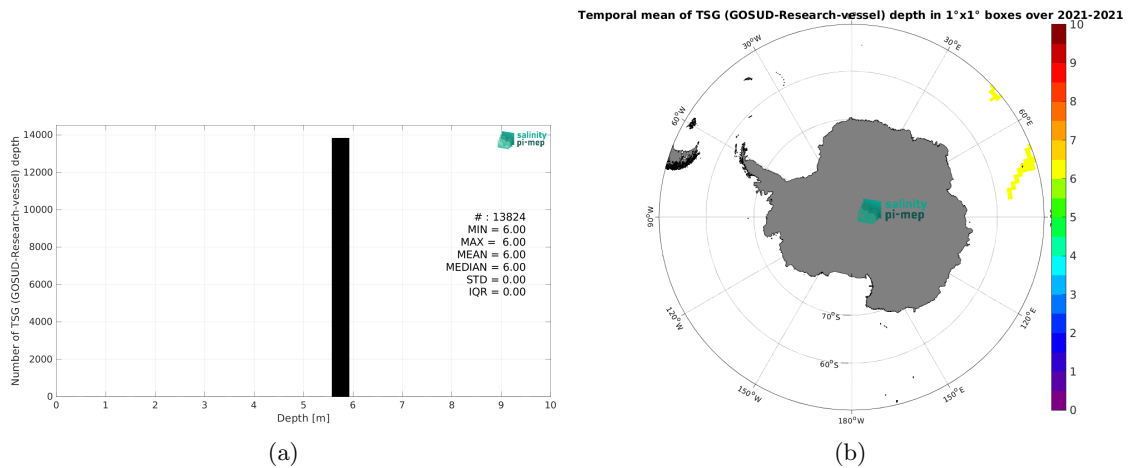 Temporal mean of TSG (GOSUD-Research-vessel) depth in 1°x1° boxes over 2021-2021
Number of TSG (GOSUD-Research-vessel) depth
14000
12000
10000
8000
6000
4000
2000
0
0 1 2 3 4 5 6 7 8 9 10
Depth [m]
salinity
pi-mep
# : 13824
MIN = 6.00
MAX = 6.00
MEAN = 6.00
MEDIAN = 6.00
STD = 0.00
IQR = 0.00
(a)
30°W
30°E
60°W
60°E
90°W
120°W
120°E
150°W
150°E
180°W
70°S
60°S
salinity
pi-mep
10
9
8
7
6
5
4
3
2
1
0
(b)